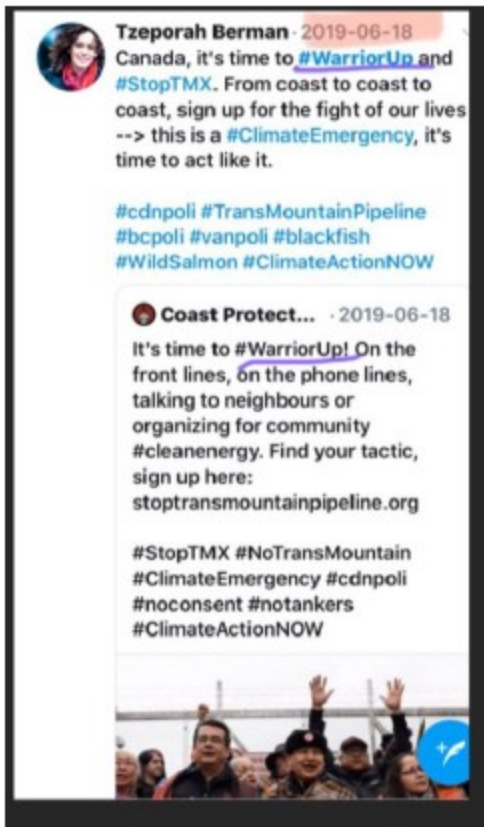 Tzeporah Berman · 2019-06-18
Canada, it's time to #WarriorUp and
#StopTMX. From coast to coast to
coast, sign up for the fight of our lives
--> this is a #ClimateEmergency, it's
time to act like it.
#cdnpoli #TransMountainPipeline
#bcpoli #vanpoli #blackfish
#WildSalmon #ClimateActionNOW
Coast Protect... · 2019-06-18
It's time to #WarriorUp! On the
front lines, on the phone lines,
talking to neighbours or
organizing for community
#cleanenergy. Find your tactic,
sign up here:
stoptransmountainpipeline.org
#StopTMX #NoTransMountain
#ClimateEmergency #cdnpoli
#noconsent #notankers
#ClimateActionNOW